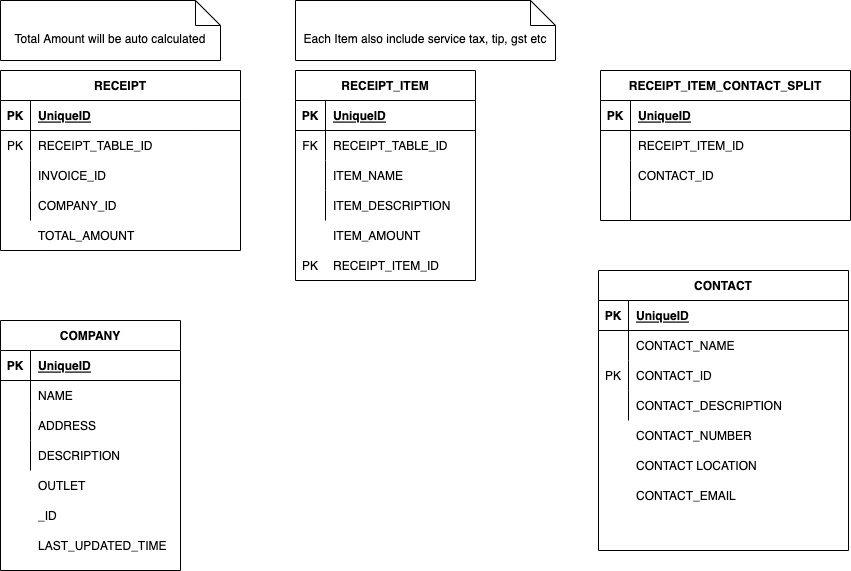 Total Amount will be auto calculated
Each Item also include service tax, tip, gst etc
RECEIPT
PK UniqueID
PK RECEIPT_TABLE_ID
INVOICE_ID
COMPANY_ID
TOTAL_AMOUNT
RECEIPT_ITEM
PK UniqueID
FK RECEIPT_TABLE_ID
ITEM_NAME
ITEM_DESCRIPTION
ITEM_AMOUNT
PK RECEIPT_ITEM_ID
RECEIPT_ITEM_CONTACT_SPLIT
PK UniqueID
RECEIPT_ITEM_ID
CONTACT_ID
COMPANY
PK UniqueID
NAME
ADDRESS
DESCRIPTION
OUTLET
_ID
LAST_UPDATED_TIME
CONTACT
PK UniqueID
CONTACT_NAME
PK CONTACT_ID
CONTACT_DESCRIPTION
CONTACT_NUMBER
CONTACT LOCATION
CONTACT_EMAIL